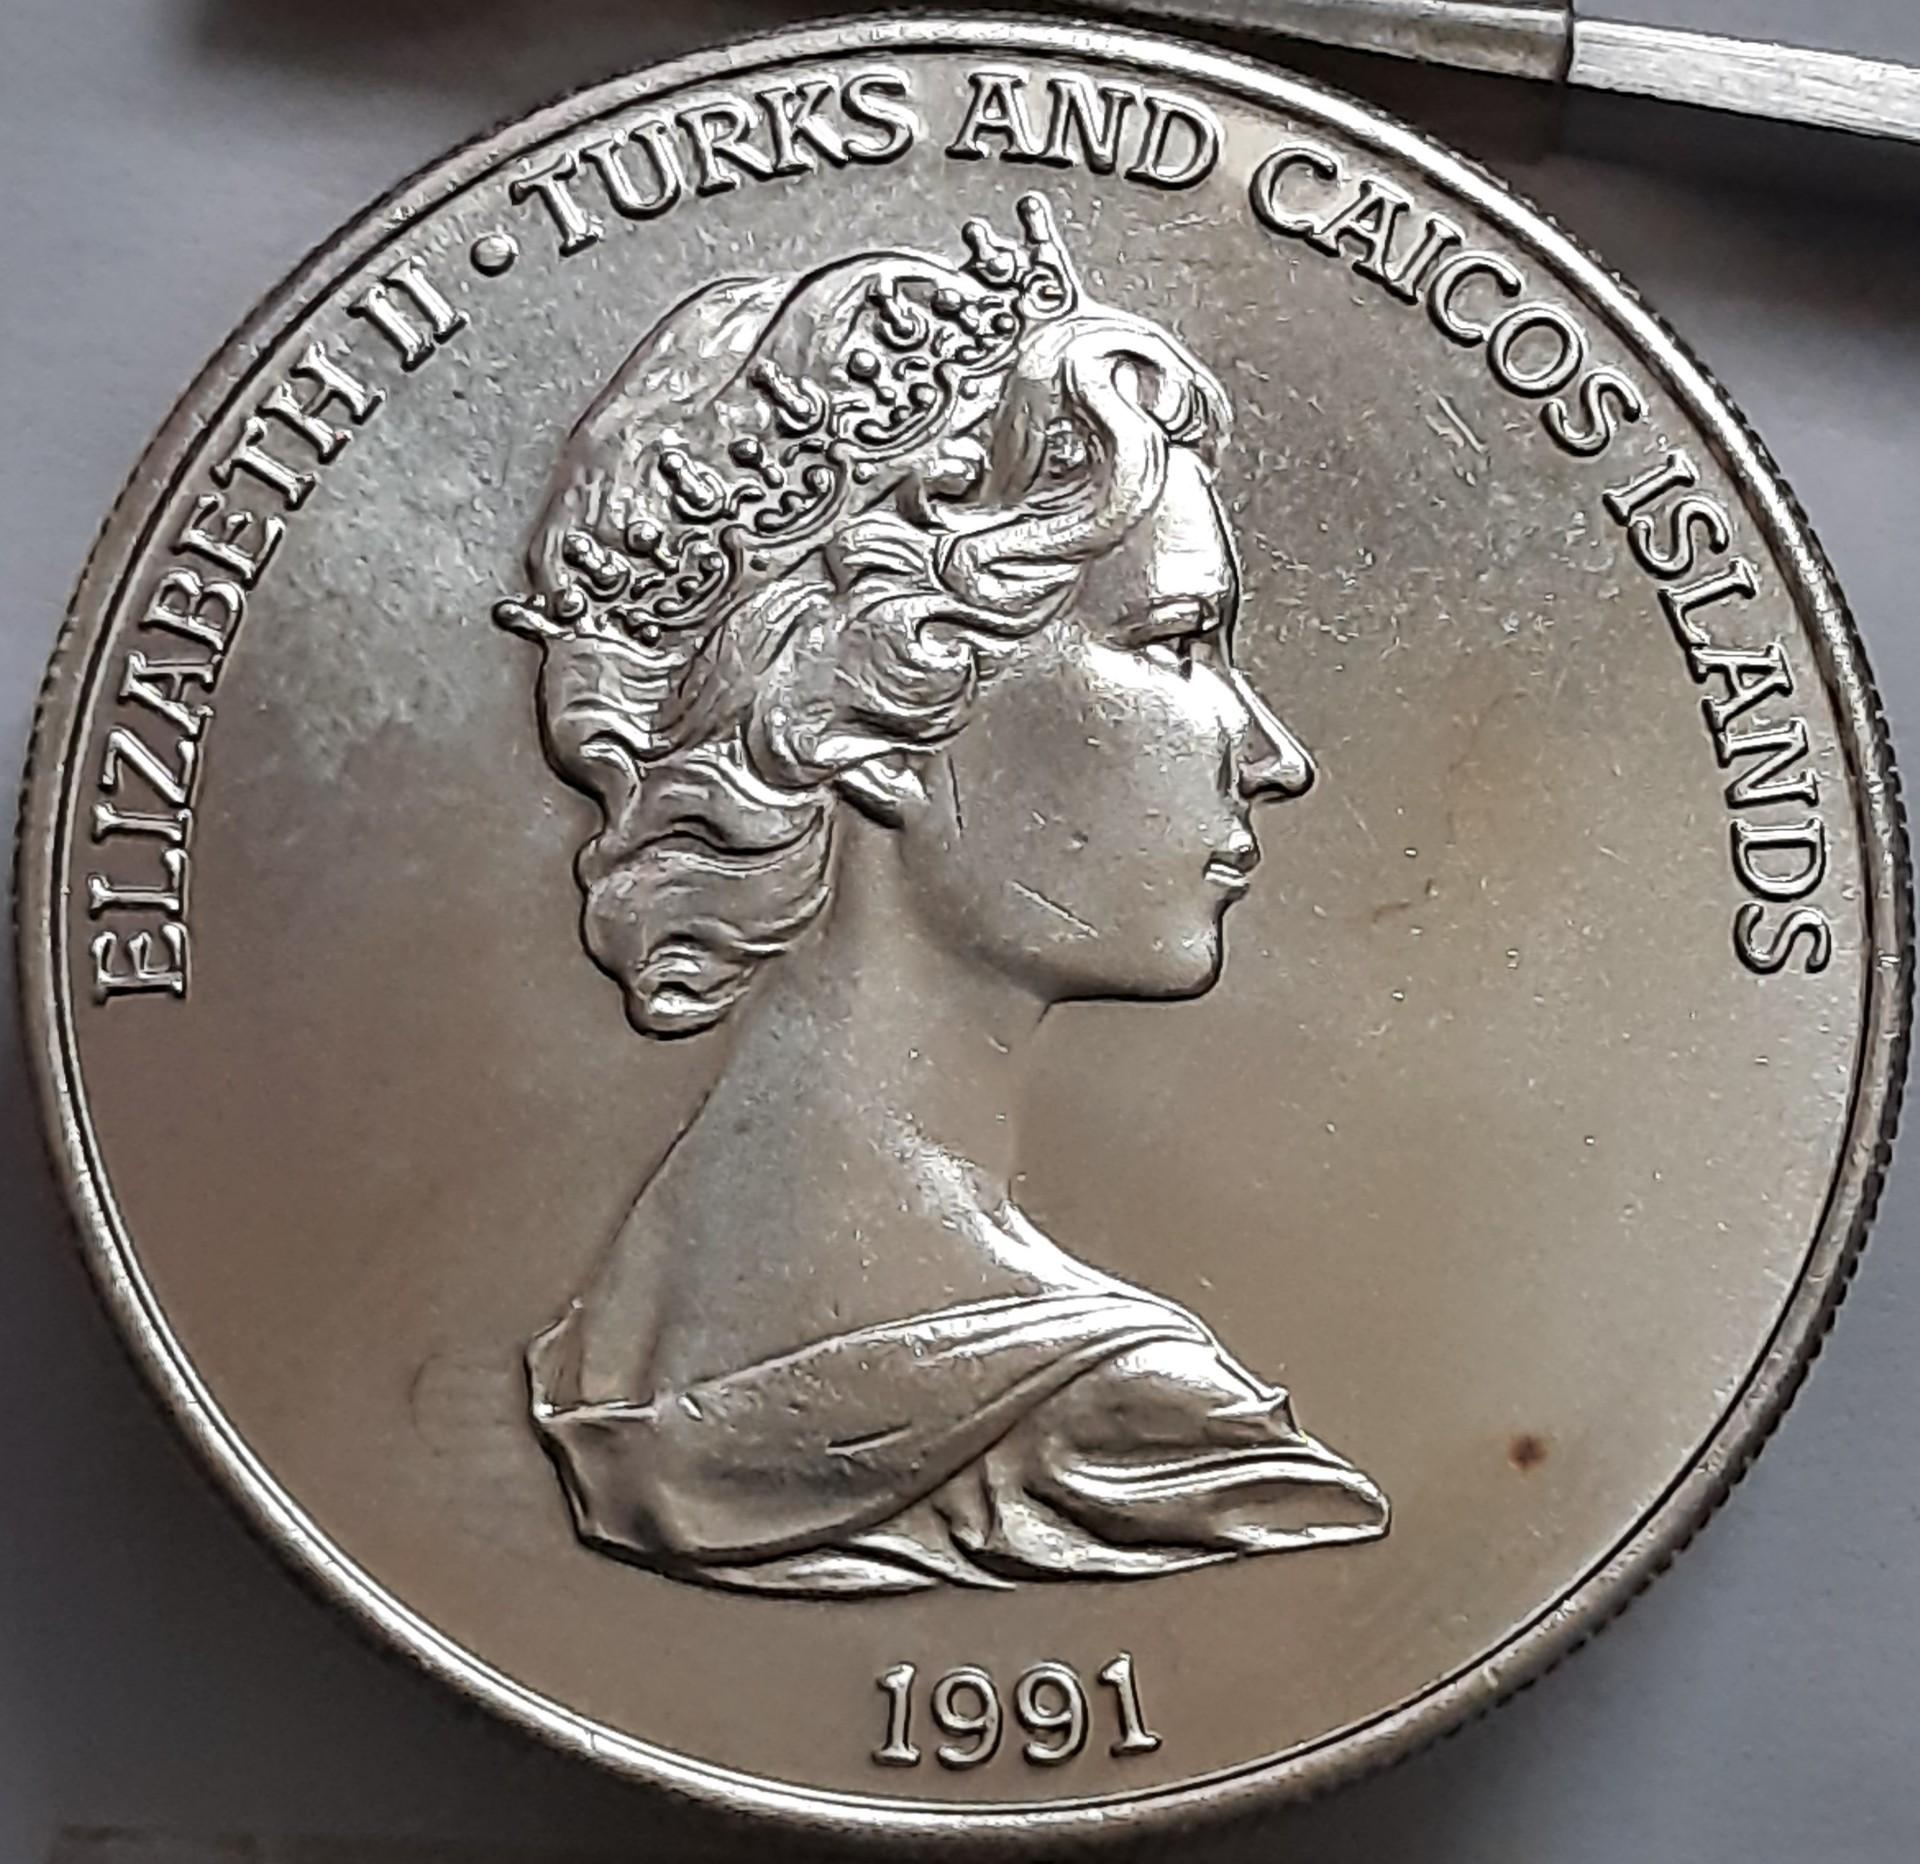 ELIZABETH II · TURKS AND CAICOS ISLANDS
1991